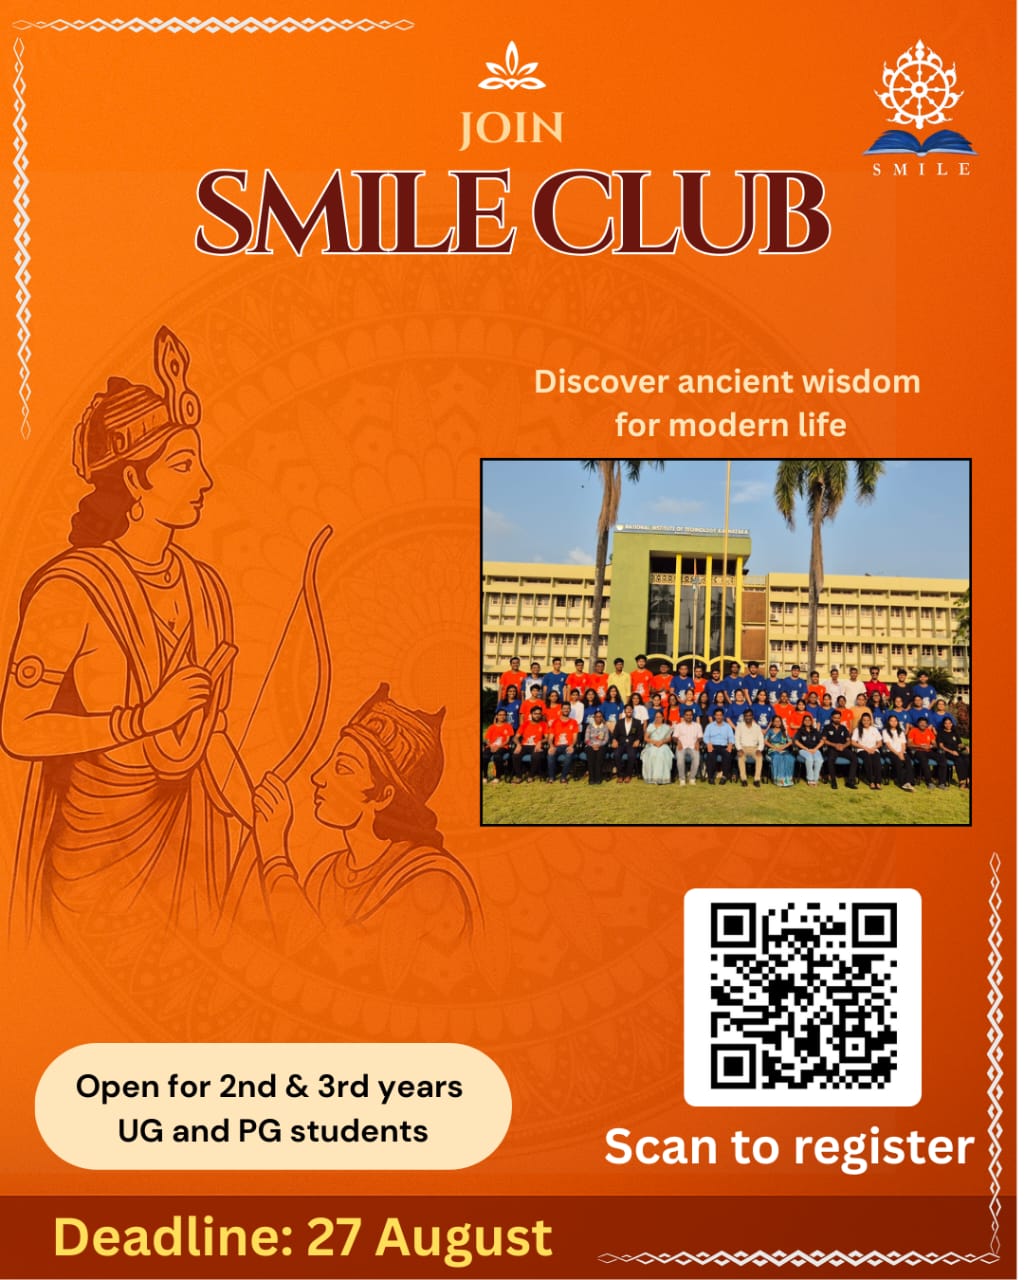 JOIN
SMILE CLUB
SMILE
Discover ancient wisdom
for modern life
NATIONAL INSTITUTE OF TECHNOLOGY KARNATAKA
Open for 2nd & 3rd years
UG and PG students
Scan to register
Deadline: 27 August